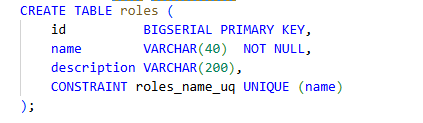 CREATE TABLE roles (
    id          BIGSERIAL PRIMARY KEY,
    name        VARCHAR(40)  NOT NULL,
    description VARCHAR(200),
    CONSTRAINT roles_name_uq UNIQUE (name)
);